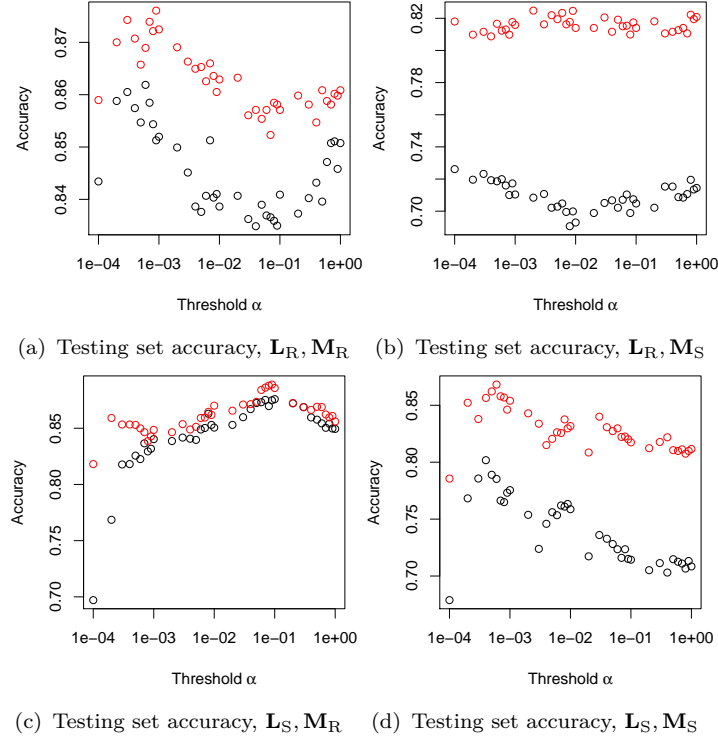 0.87
0.86
0.85
0.84
Accuracy
1e−04 1e−03 1e−02 1e−01 1e+00
Threshold α
(a) Testing set accuracy, L_R, M_R
0.82
0.78
0.74
0.70
Accuracy
1e−04 1e−03 1e−02 1e−01 1e+00
Threshold α
(b) Testing set accuracy, L_R, M_S
0.85
0.80
0.75
0.70
Accuracy
1e−04 1e−03 1e−02 1e−01 1e+00
Threshold α
(c) Testing set accuracy, L_S, M_R
0.85
0.80
0.75
0.70
Accuracy
1e−04 1e−03 1e−02 1e−01 1e+00
Threshold α
(d) Testing set accuracy, L_S, M_S